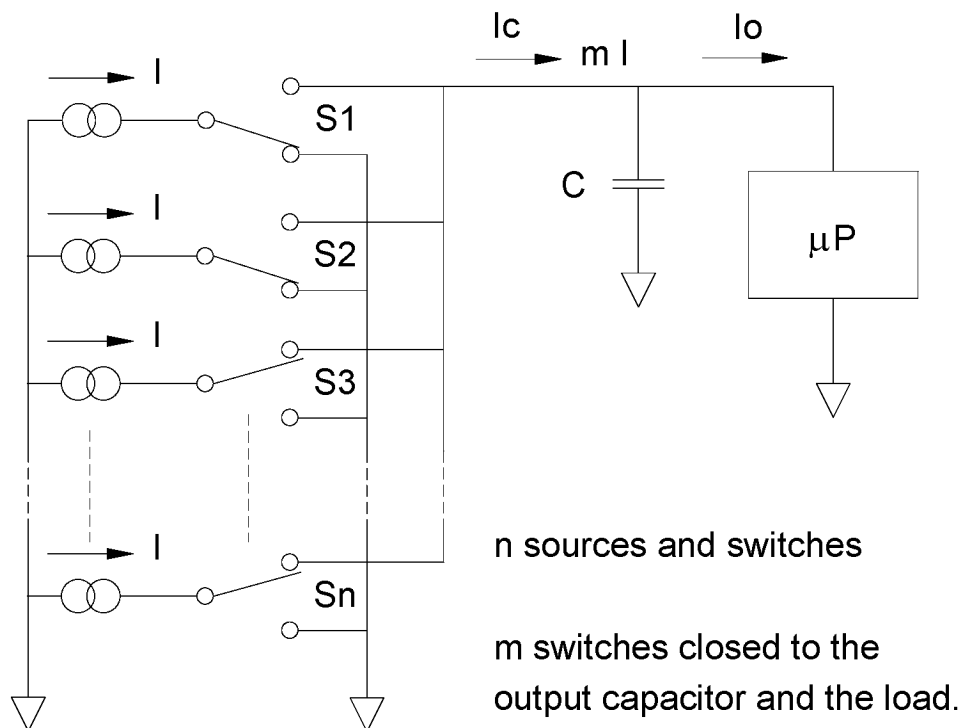 Ic
Io
m I
I
S1
C
µP
I
S2
I
S3
I
Sn
n sources and switches
m switches closed to the
output capacitor and the load.